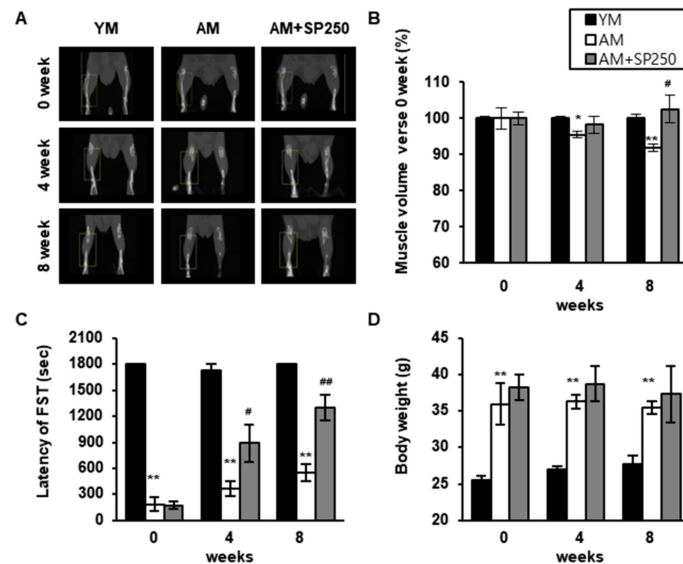 A
YM
AM
AM+SP250
0 week
4 week
8 week
B
YM
AM
AM+SP250
Muscle volume verse 0 week (%)
110
100
90
80
70
60
*
**
#
0
4
8
weeks
C
Latency of FST (sec)
2100
1800
1500
1200
900
600
300
0
**
**
#
**
##
0
4
8
weeks
D
Body weight (g)
45
40
35
30
25
20
**
**
**
0
4
8
weeks